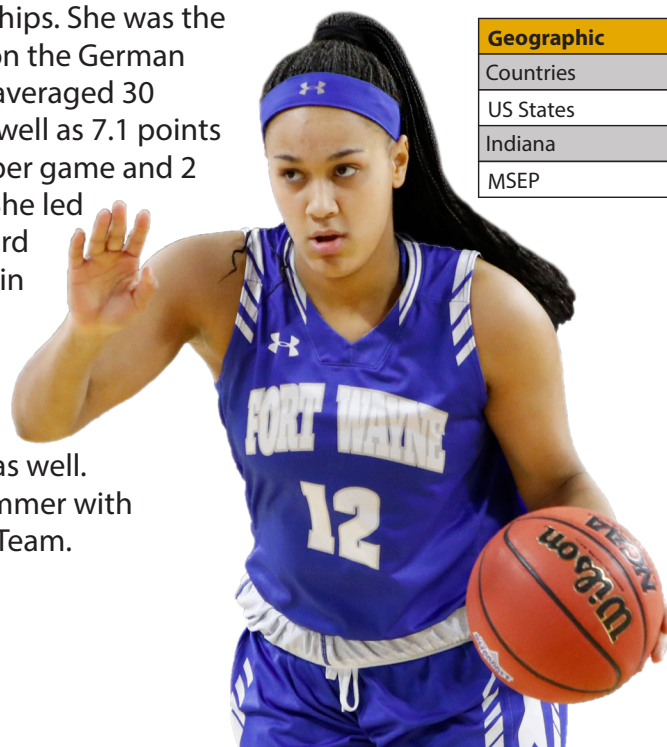 hips. She was the
on the German
averaged 30
well as 7.1 points
per game and 2
he led
rd
in
as well.
mmer with
Team.
Geographic
Countries
US States
Indiana
MSEP
FORT WAYNE
12
Wilson
NCAA